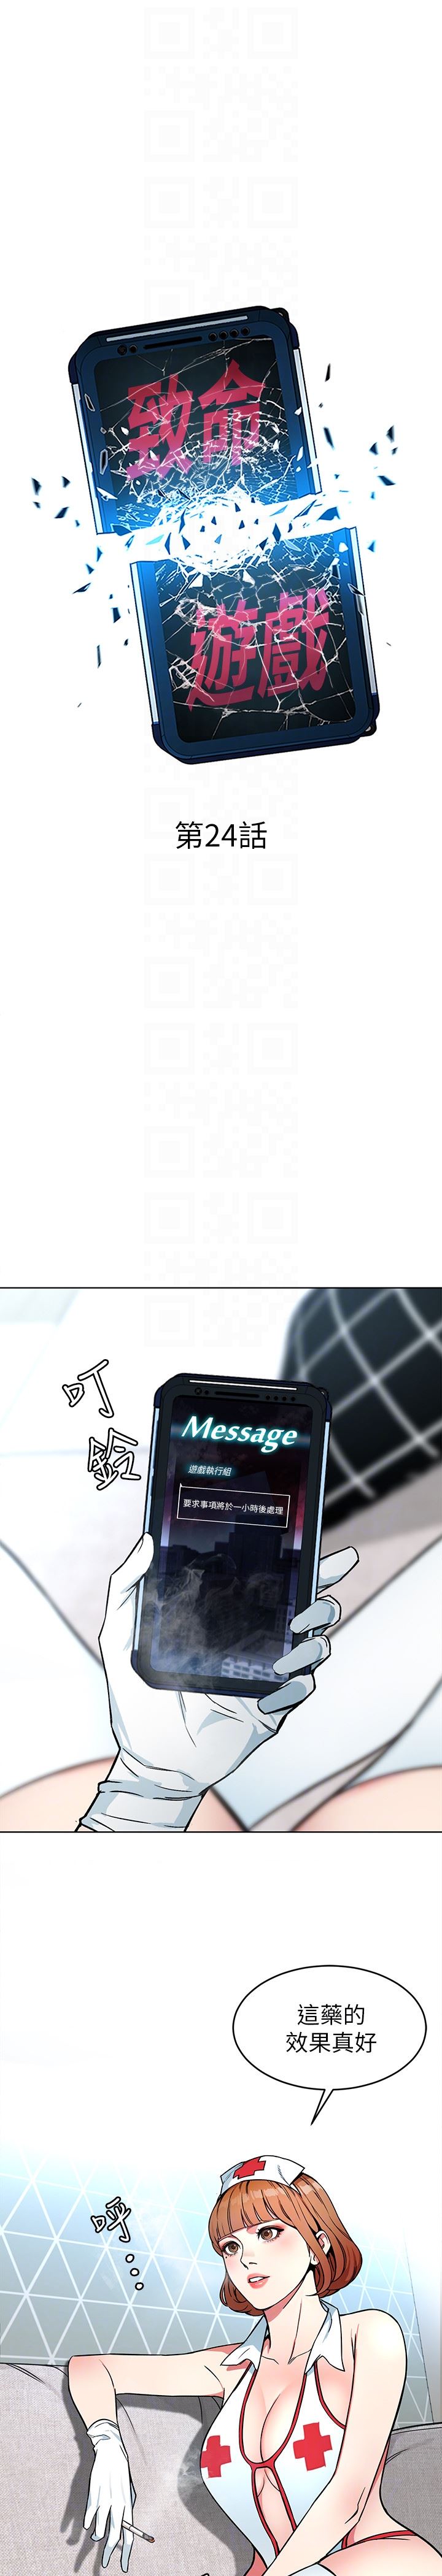 致命
遊戲
第24話
叮
鈴
Message
遊戲執行組
要求事項將於一小時後處理
這藥的
效果真好
呼...